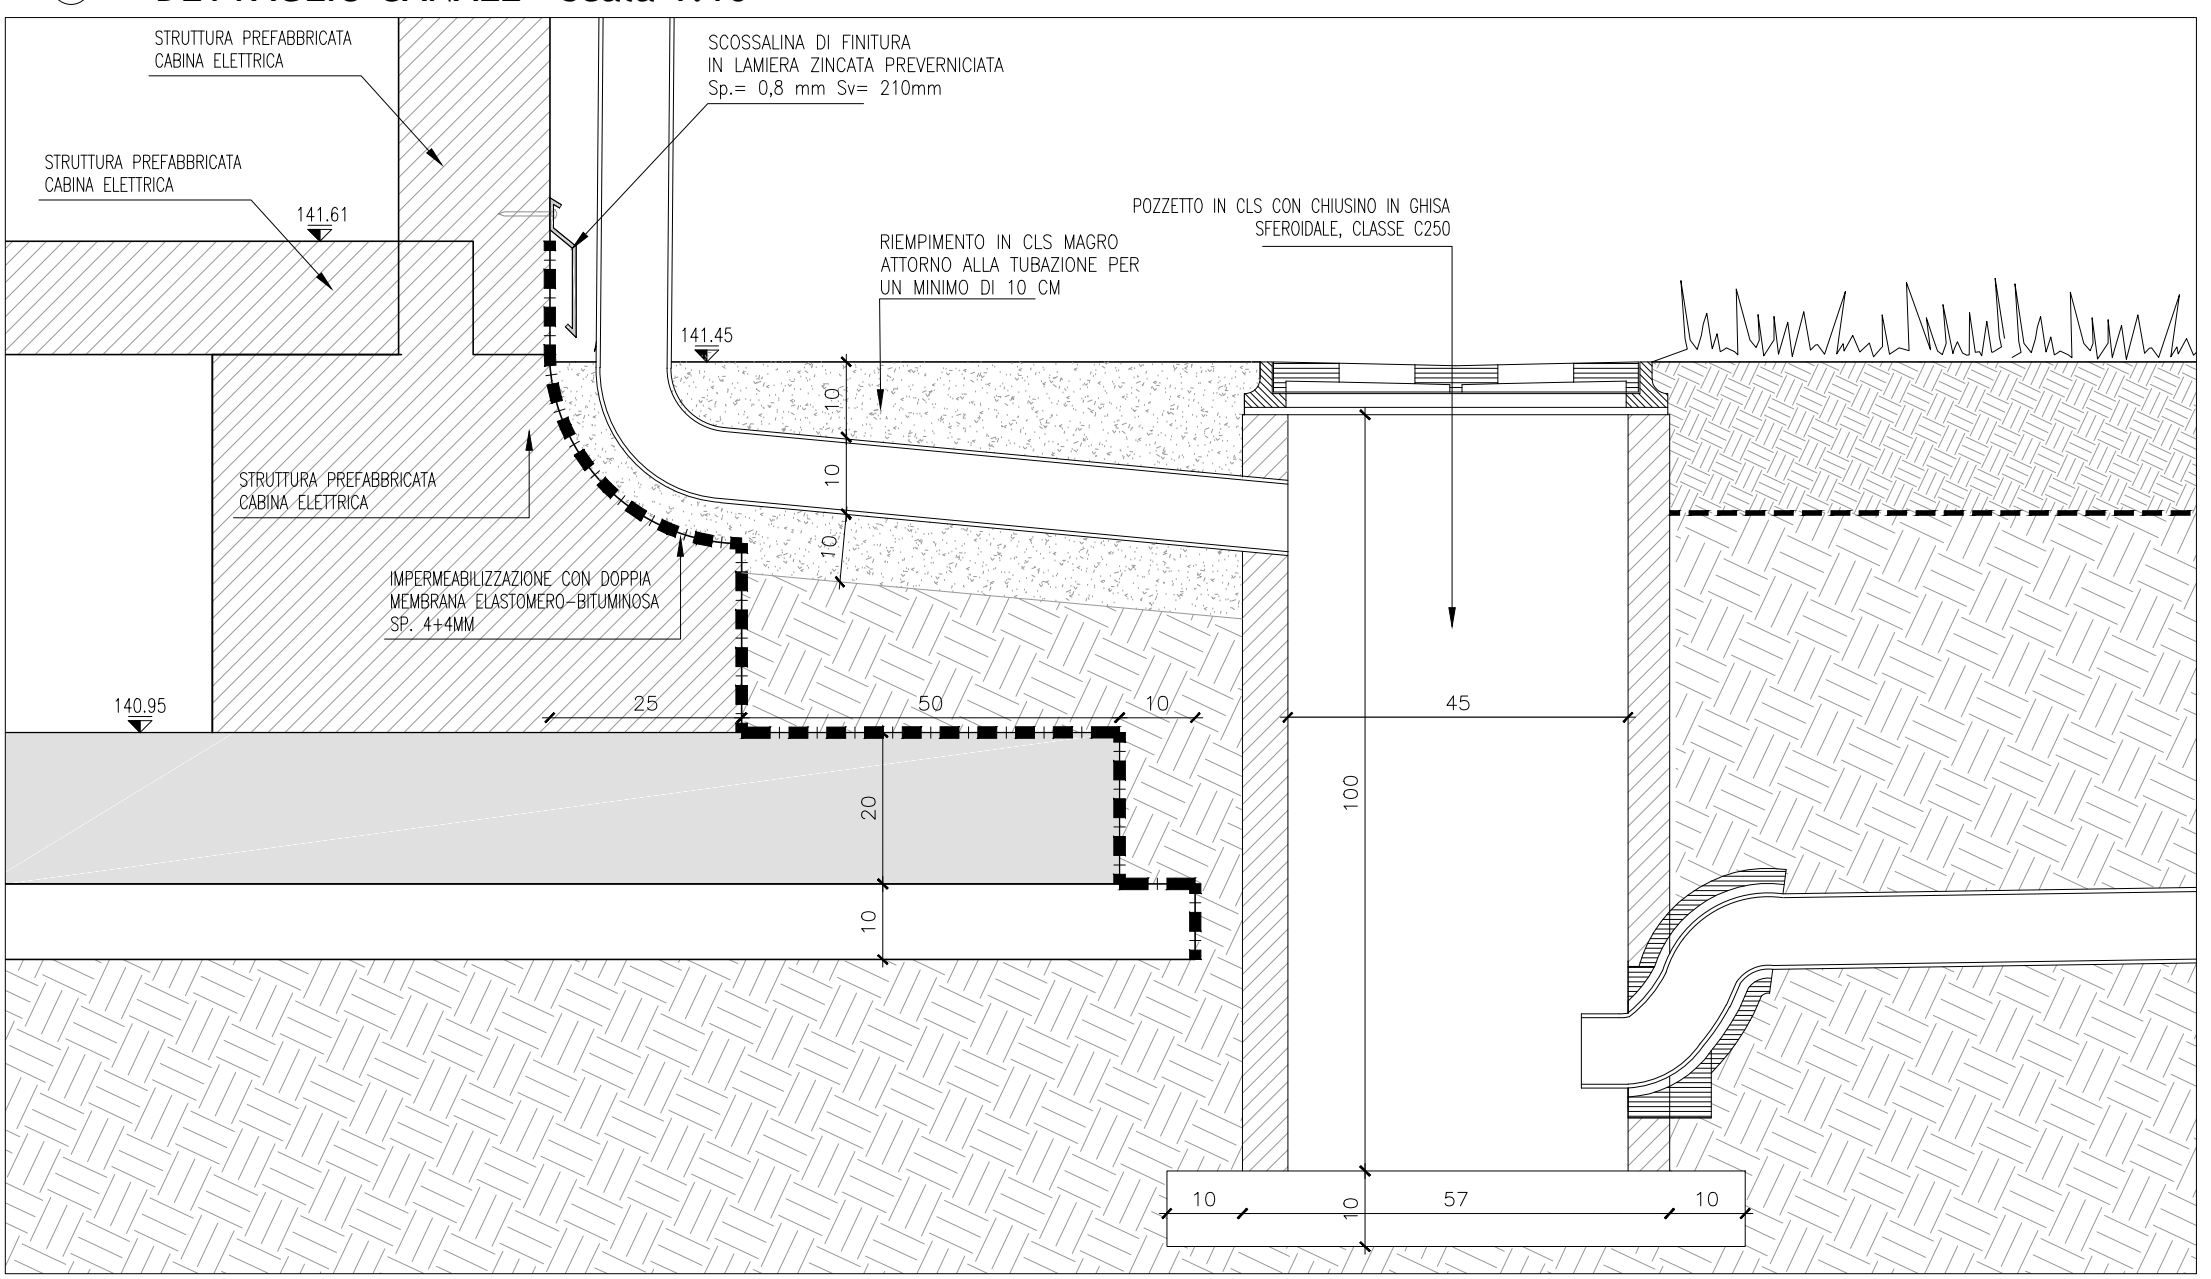 STRUTTURA PREFABBRICATA
CABINA ELETTRICA
SCOSSALINA DI FINITURA
IN LAMIERA ZINCATA PREVERNICIATA
Sp.= 0,8 mm Sv= 210mm
STRUTTURA PREFABBRICATA
CABINA ELETTRICA
141.61
POZZETTO IN CLS CON CHIUSINO IN GHISA
SFEROIDALE, CLASSE C250
RIEMPIMENTO IN CLS MAGRO
ATTORNO ALLA TUBAZIONE PER
UN MINIMO DI 10 CM
141.45
10
10
10
STRUTTURA PREFABBRICATA
CABINA ELETTRICA
IMPERMEABILIZZAZIONE CON DOPPIA
MEMBRANA ELASTOMERO-BITUMINOSA
SP. 4+4MM
140.95
25
50
10
45
20
100
10
10
57
10
10